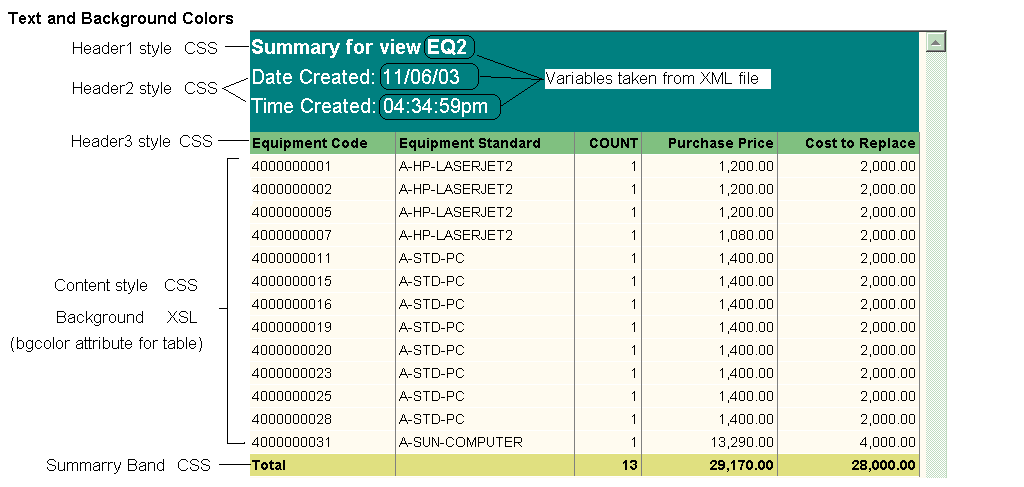 Text and Background Colors
Header1 style CSS
Summary for view EQ2
Header2 style CSS
Date Created: 11/06/03
Time Created: 04:34:59pm
Variables taken from XML file
Header3 style CSS
Equipment Code Equipment Standard COUNT Purchase Price Cost to Replace
4000000001 A-HP-LASERJET2 1 1,200.00 2,000.00
4000000002 A-HP-LASERJET2 1 1,200.00 2,000.00
4000000005 A-HP-LASERJET2 1 1,200.00 2,000.00
4000000007 A-HP-LASERJET2 1 1,080.00 2,000.00
4000000011 A-STD-PC 1 1,400.00 2,000.00
4000000015 A-STD-PC 1 1,400.00 2,000.00
4000000016 A-STD-PC 1 1,400.00 2,000.00
4000000019 A-STD-PC 1 1,400.00 2,000.00
4000000020 A-STD-PC 1 1,400.00 2,000.00
4000000023 A-STD-PC 1 1,400.00 2,000.00
4000000025 A-STD-PC 1 1,400.00 2,000.00
4000000028 A-STD-PC 1 1,400.00 2,000.00
4000000031 A-SUN-COMPUTER 1 13,290.00 4,000.00
Content style CSS
Background XSL
(bgcolor attribute for table)
Summarry Band CSS
Total 13 29,170.00 28,000.00